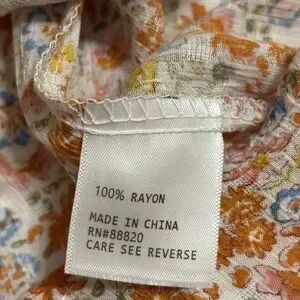 100% RAYON
MADE IN CHINA
RN#88820
CARE SEE REVERSE